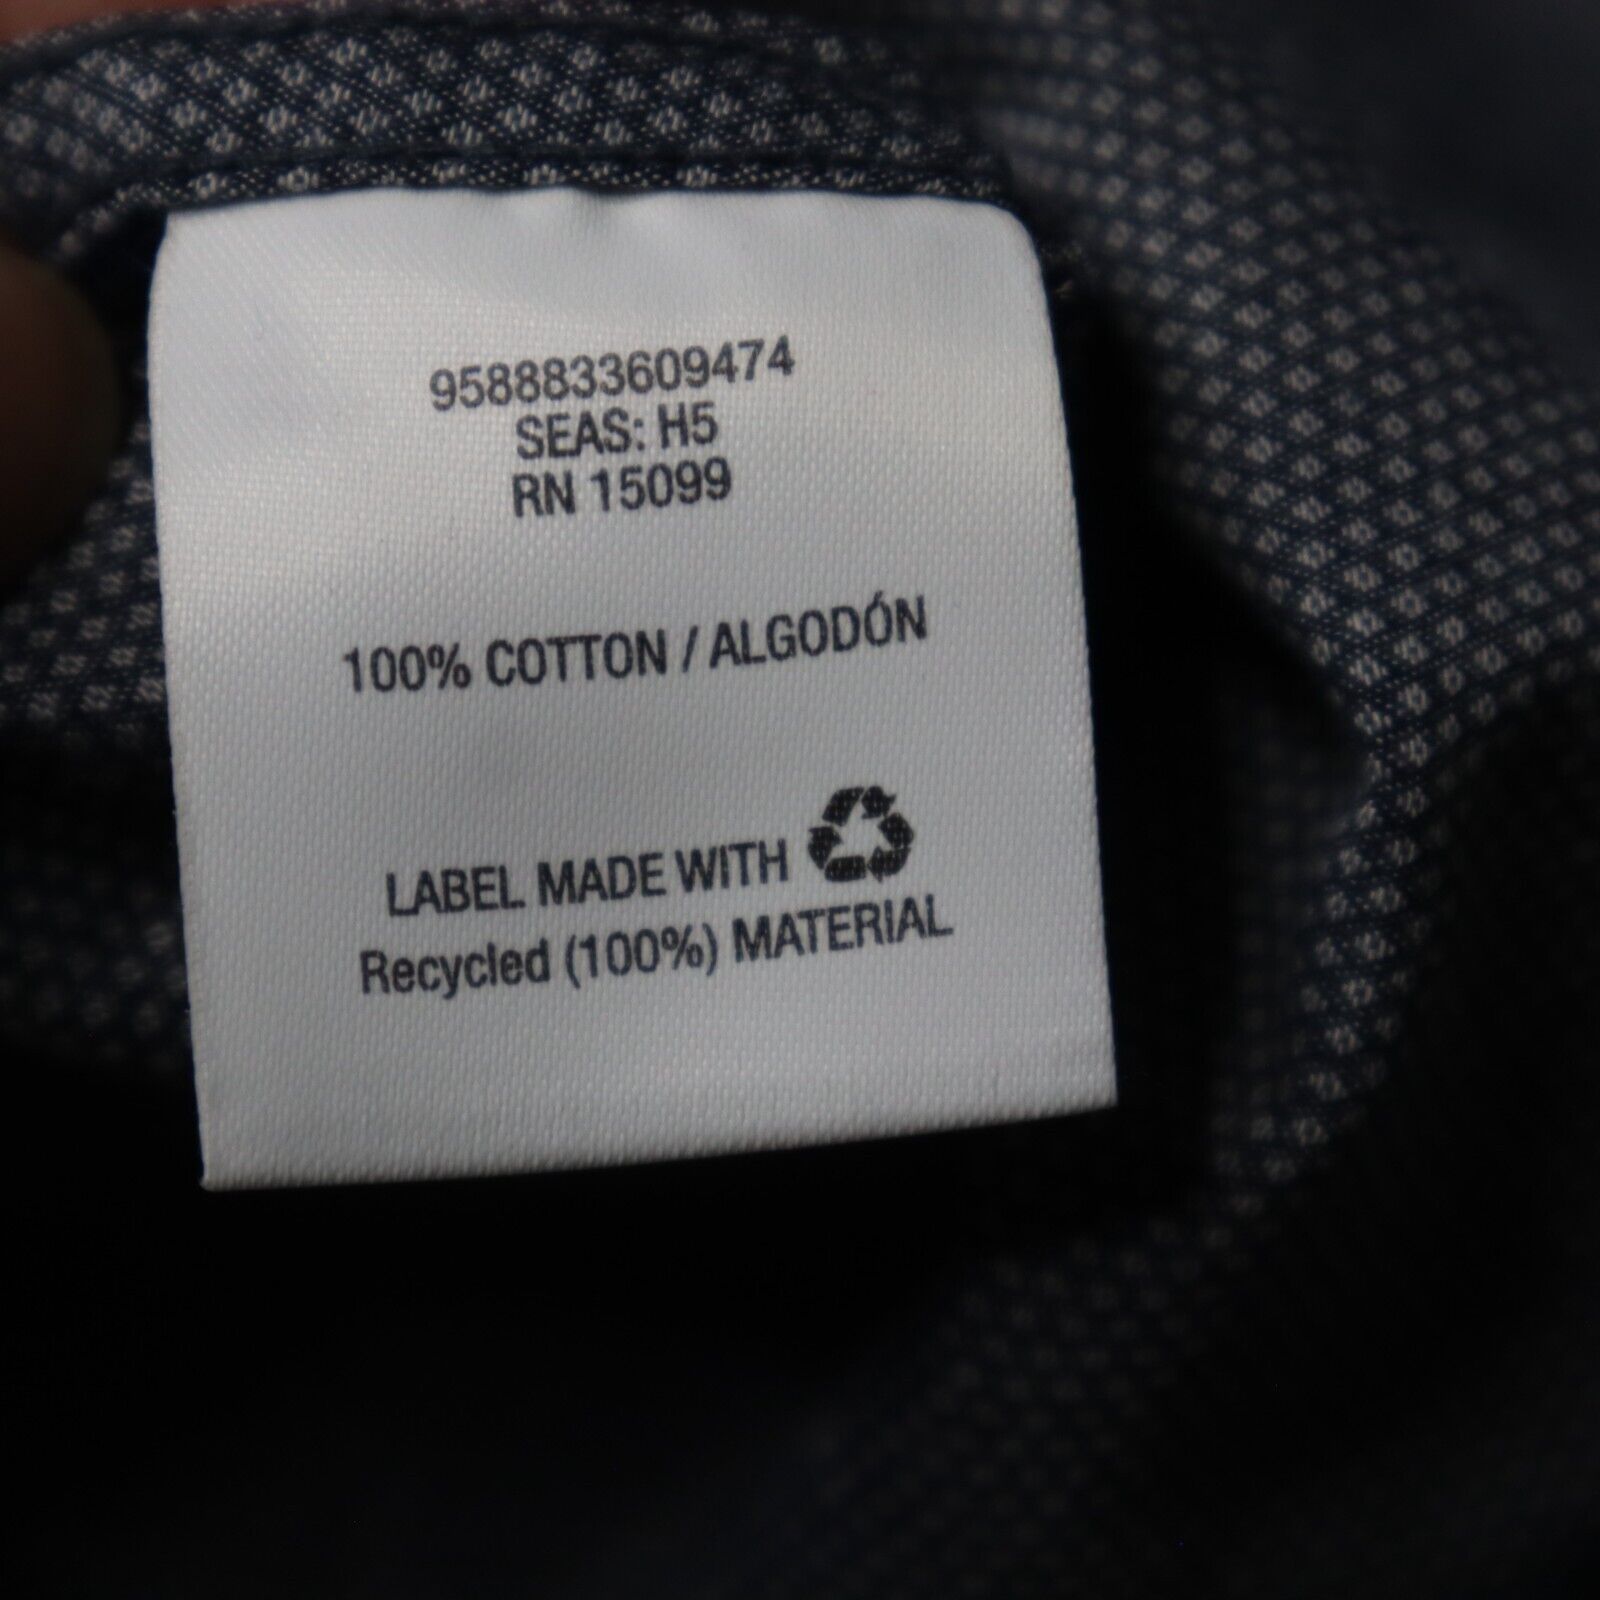 9588833609474
SEAS: H5
RN 15099
100% COTTON / ALGODÓN
LABEL MADE WITH
Recycled (100%) MATERIAL